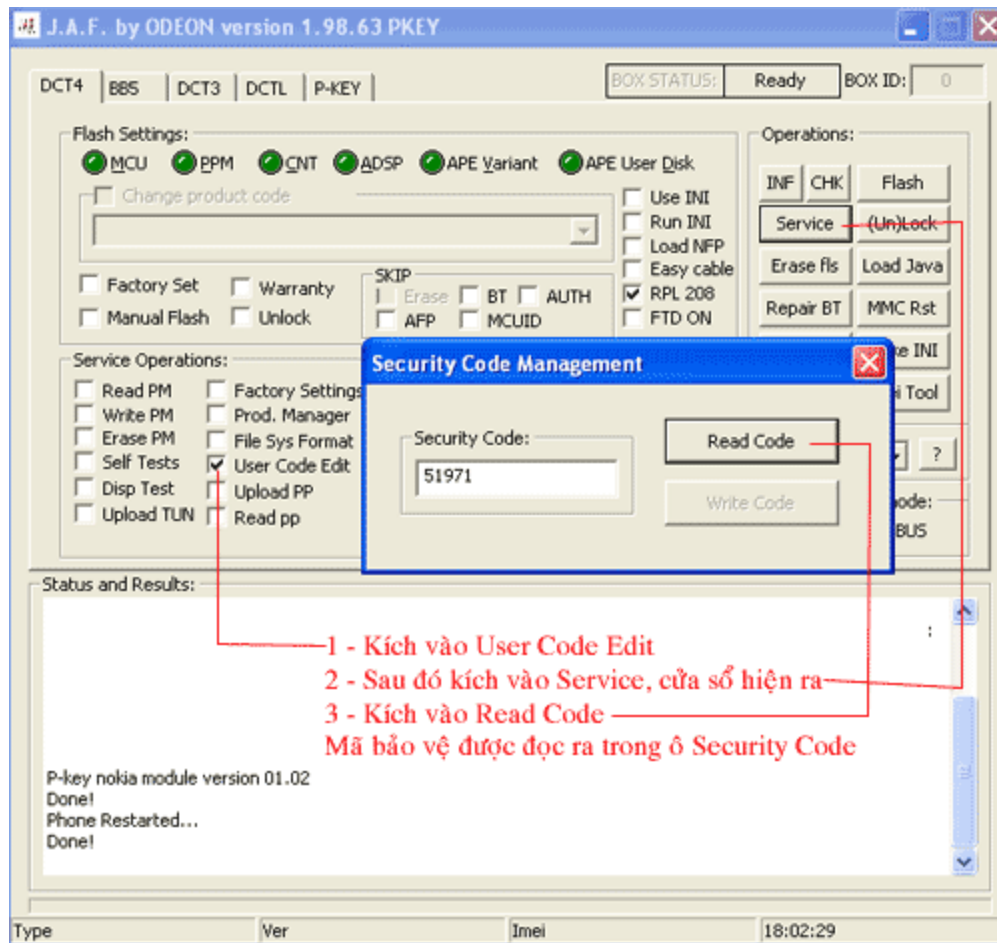 J.A.F. by ODEON version 1.98.63 PKEY
DCT4 BB5 DCT3 DCTL P-KEY
BOX STATUS: Ready BOX ID: 0
Flash Settings:
MCU PPM CNT ADSP APE Variant APE User Disk
Change product code
Use INI
Run INI
Load NFP
Easy cable
RPL 208
FTD ON
Factory Set Warranty
Manual Flash Unlock
SKIP
Erase BT AUTH
AFP MCUID
Operations:
INF CHK Flash
Service (Un)Lock
Erase fls Load Java
Repair BT MMC Rst
INI
Tool
?
BUS
Service Operations:
Read PM Factory Settings
Write PM Prod. Manager
Erase PM File Sys Format
Self Tests User Code Edit
Disp Test Upload PP
Upload TUN Read pp
Security Code Management
Security Code:
51971
Read Code
Write Code
Status and Results:
:
1 - Kích vào User Code Edit
2 - Sau đó kích vào Service, cửa sổ hiện ra
3 - Kích vào Read Code
Mã bảo vệ được đọc ra trong ô Security Code
P-key nokia module version 01.02
Done!
Phone Restarted...
Done!
Type Ver Imei 18:02:29